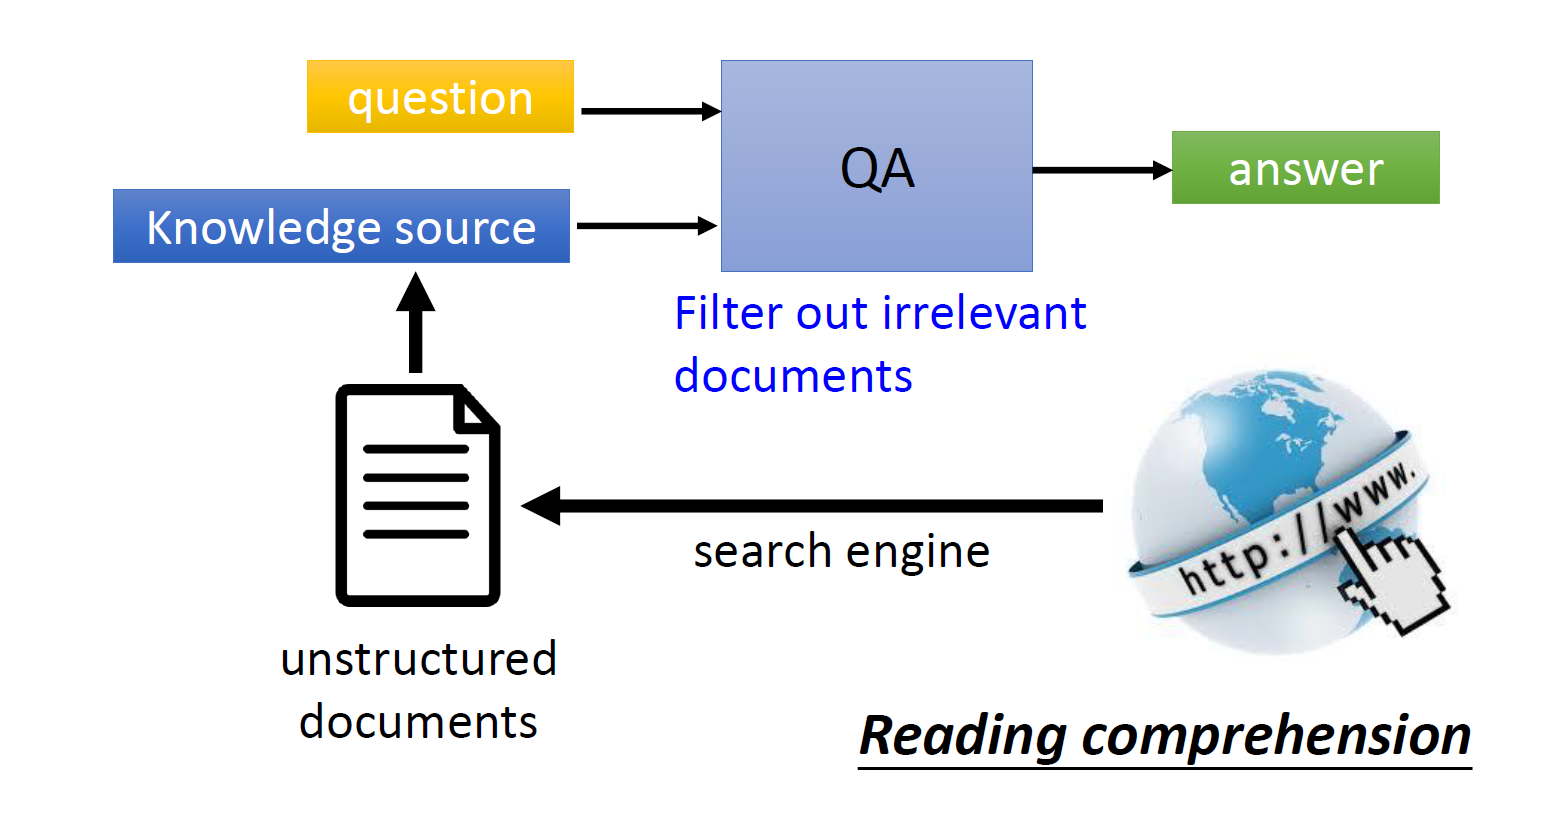 question
QA
answer
Knowledge source
Filter out irrelevant
documents
http://www.
search engine
unstructured
documents
Reading comprehension